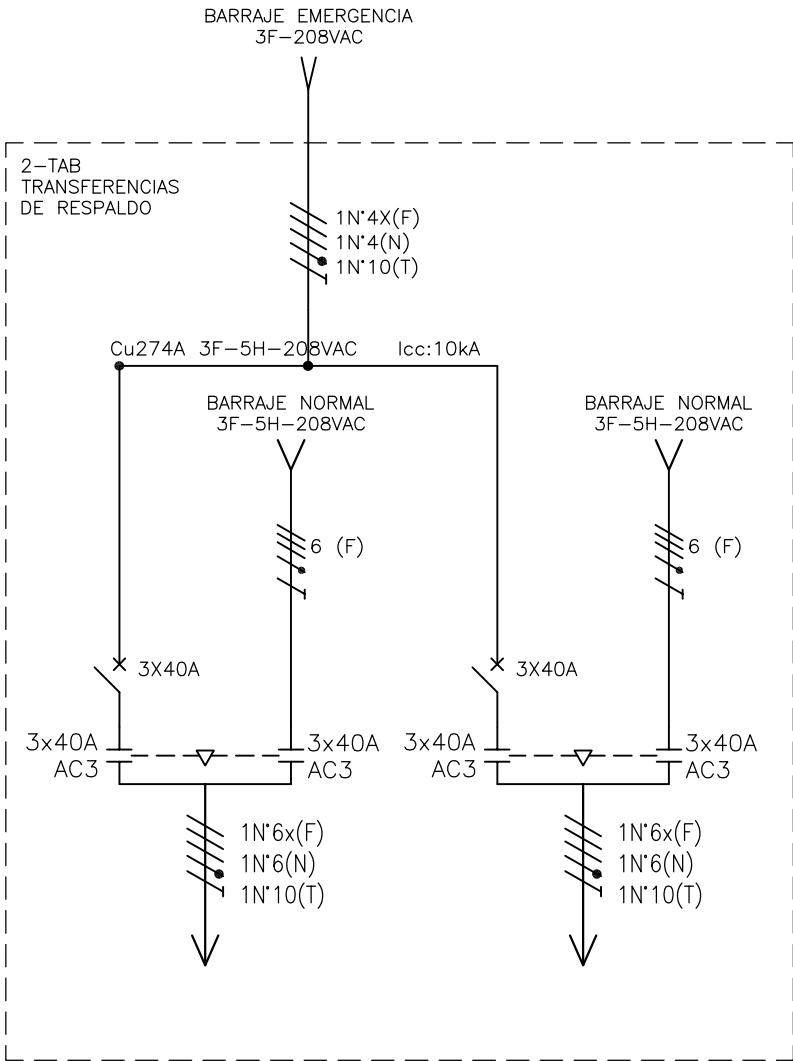 BARRAJE EMERGENCIA
3F-208VAC
2-TAB
TRANSFERENCIAS
DE RESPALDO
1N°4X(F)
1N°4(N)
1N°10(T)
Cu274A 3F-5H-208VAC Icc:10kA
BARRAJE NORMAL
3F-5H-208VAC
BARRAJE NORMAL
3F-5H-208VAC
6 (F)
6 (F)
3X40A
3X40A
3x40A
AC3
3x40A
AC3
3x40A
AC3
3x40A
AC3
1N°6x(F)
1N°6(N)
1N°10(T)
1N°6x(F)
1N°6(N)
1N°10(T)